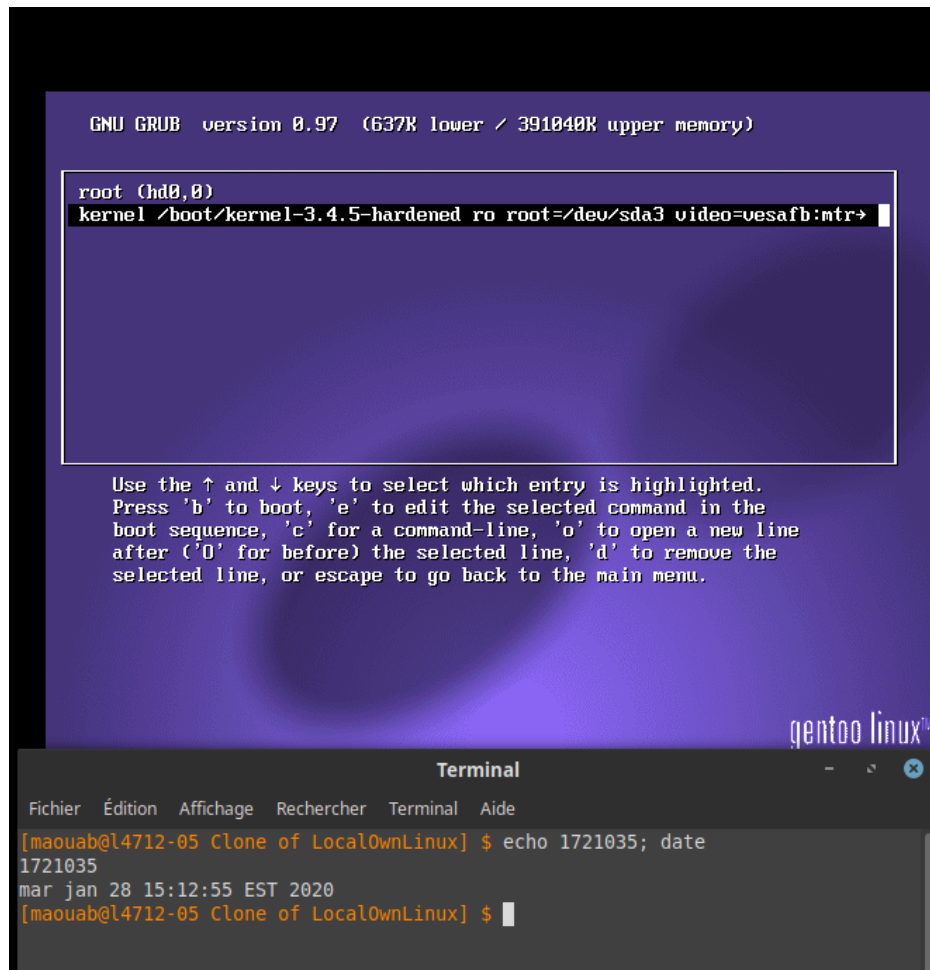 GNU GRUB version 0.97 (637K lower / 391040K upper memory)
root (hd0,0)
kernel /boot/kernel-3.4.5-hardened ro root=/dev/sda3 video=vesafb:mtr→
Use the ↑ and ↓ keys to select which entry is highlighted.
Press 'b' to boot, 'e' to edit the selected command in the
boot sequence, 'c' for a command-line, 'o' to open a new line
after ('O' for before) the selected line, 'd' to remove the
selected line, or escape to go back to the main menu.
gentoo linux™
Terminal
Fichier Édition Affichage Rechercher Terminal Aide
[maouab@l4712-05 Clone of LocalOwnLinux] $ echo 1721035; date
1721035
mar jan 28 15:12:55 EST 2020
[maouab@l4712-05 Clone of LocalOwnLinux] $